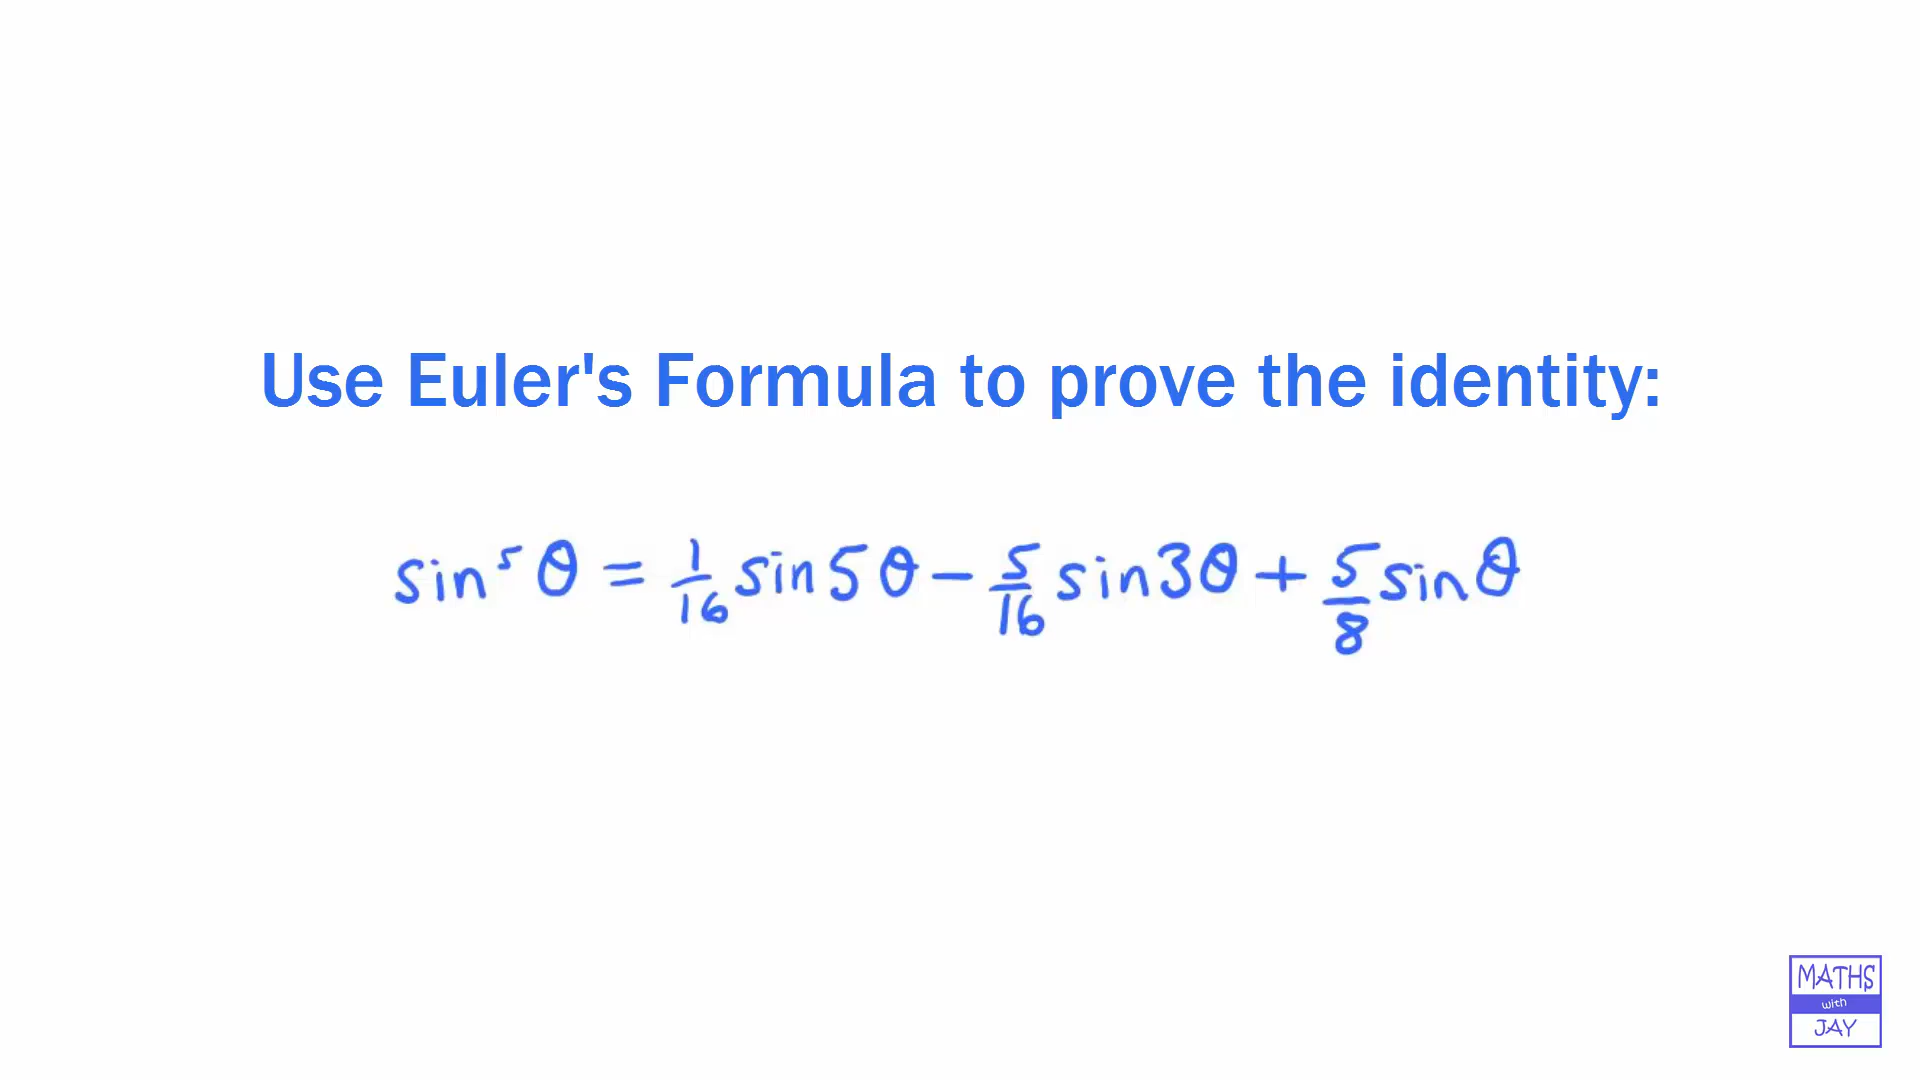 Use Euler's Formula to prove the identity:
sin⁵θ = 1/16 sin5θ − 5/16 sin3θ + 5/8 sinθ
MATHS
with
JAY